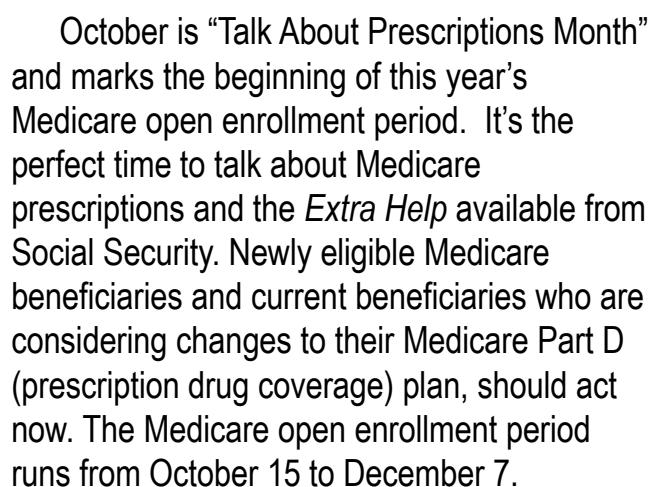 October is “Talk About Prescriptions Month”
and marks the beginning of this year’s
Medicare open enrollment period.  It’s the
perfect time to talk about Medicare
prescriptions and the Extra Help available from
Social Security. Newly eligible Medicare
beneficiaries and current beneficiaries who are
considering changes to their Medicare Part D
(prescription drug coverage) plan, should act
now. The Medicare open enrollment period
runs from October 15 to December 7.